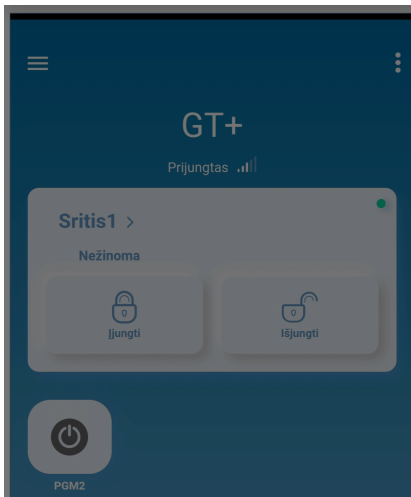 GT+
Prijungtas
Sritis1 >
Nežinoma
Įjungti
Išjungti
PGM2